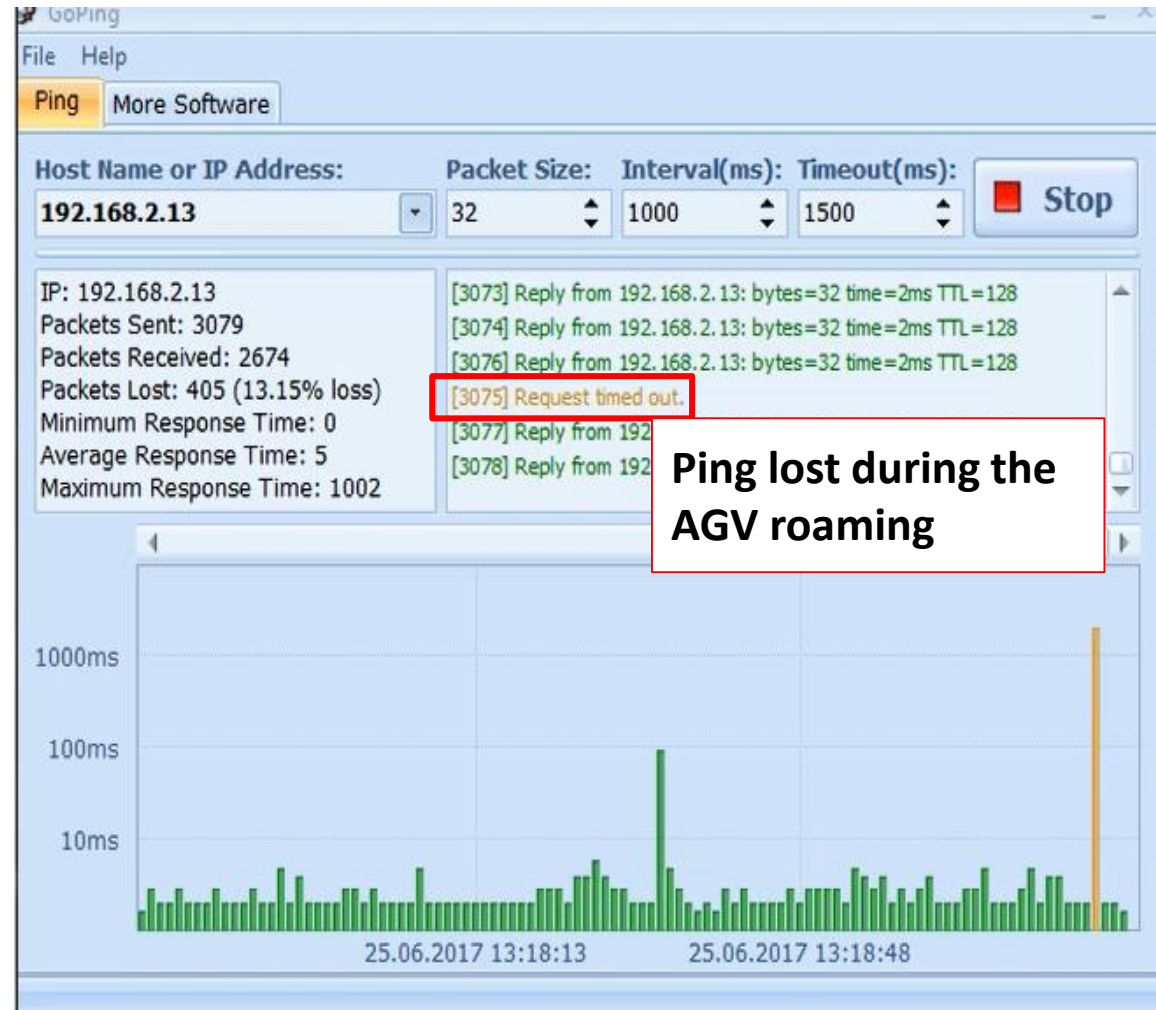 GoPing
File Help
Ping More Software
Host Name or IP Address: Packet Size: Interval(ms): Timeout(ms):
192.168.2.13 32 1000 1500 Stop
IP: 192.168.2.13
Packets Sent: 3079
Packets Received: 2674
Packets Lost: 405 (13.15% loss)
Minimum Response Time: 0
Average Response Time: 5
Maximum Response Time: 1002
[3073] Reply from 192.168.2.13: bytes=32 time=2ms TTL=128
[3074] Reply from 192.168.2.13: bytes=32 time=2ms TTL=128
[3076] Reply from 192.168.2.13: bytes=32 time=2ms TTL=128
[3075] Request timed out.
[3077] Reply from 192
[3078] Reply from 192
Ping lost during the
AGV roaming
1000ms
100ms
10ms
25.06.2017 13:18:13 25.06.2017 13:18:48